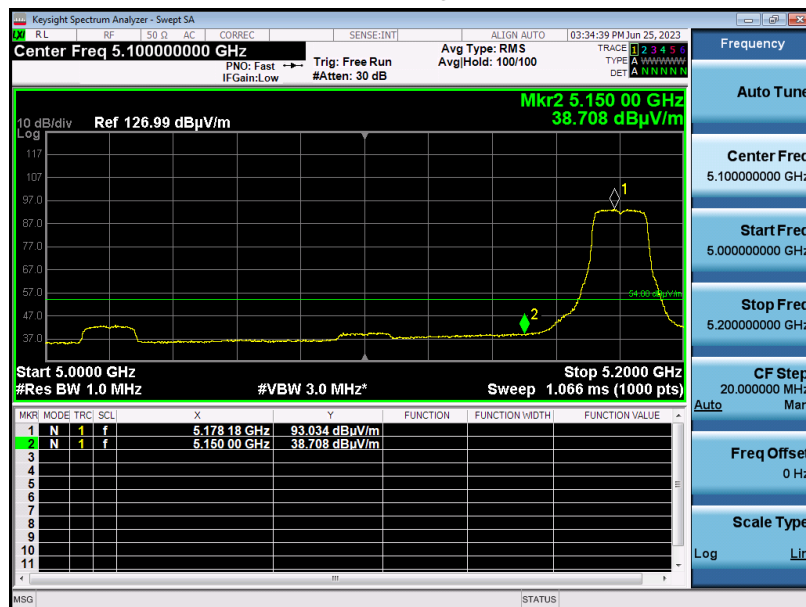 Keysight Spectrum Analyzer - Swept SA
LXI RL RF 50 Ω AC CORREC SENSE:INT ALIGN AUTO 03:34:39 PM Jun 25, 2023
Center Freq 5.100000000 GHz
PNO: Fast
IFGain:Low
Trig: Free Run
#Atten: 30 dB
Avg Type: RMS
Avg|Hold: 100/100
TRACE 1 2 3 4 5 6
TYPE A WWWWW
DET A N N N N N
Mkr2 5.150 00 GHz
38.708 dBµV/m
10 dB/div Ref 126.99 dBµV/m
Log
117
107
97.0
87.0
77.0
67.0
57.0
47.0
37.0
1
54.00 dBµV/m
2
Start 5.0000 GHz Stop 5.2000 GHz
#Res BW 1.0 MHz #VBW 3.0 MHz* Sweep 1.066 ms (1000 pts)
MKR MODE TRC SCL X Y FUNCTION FUNCTION WIDTH FUNCTION VALUE
1 N 1 f 5.178 18 GHz 93.034 dBµV/m
2 N 1 f 5.150 00 GHz 38.708 dBµV/m
3
4
5
6
7
8
9
10
11
MSG STATUS
Frequency
Auto Tune
Center Freq
5.100000000 GHz
Start Freq
5.000000000 GHz
Stop Freq
5.200000000 GHz
CF Step
20.000000 MHz
Auto Man
Freq Offset
0 Hz
Scale Type
Log Lin